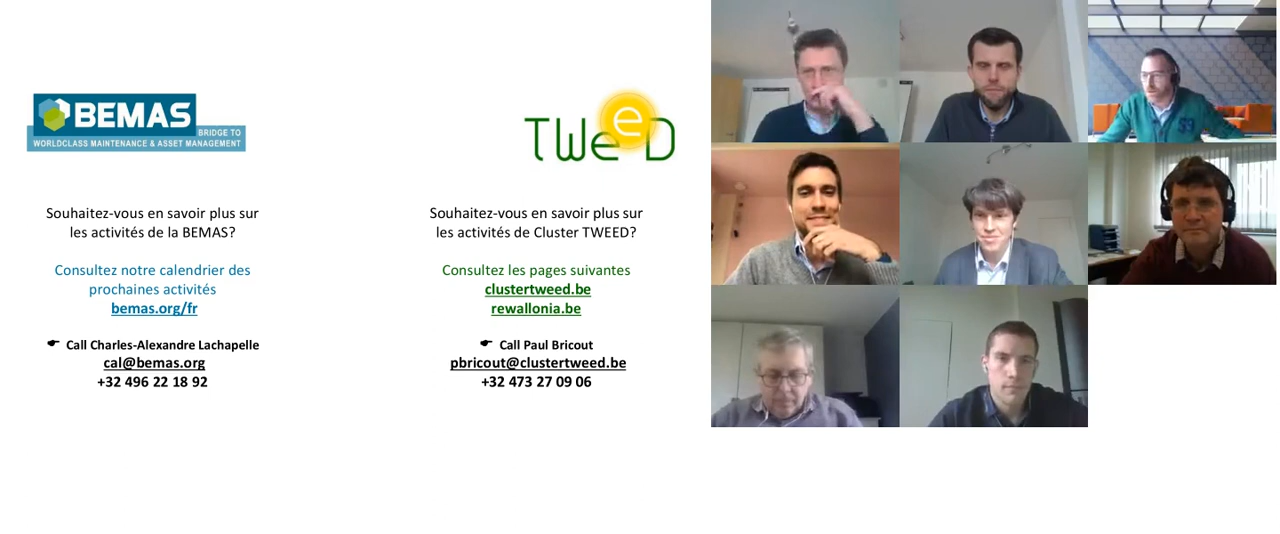 BEMAS
BRIDGE TO
WORLDCLASS MAINTENANCE & ASSET MANAGEMENT
Souhaitez-vous en savoir plus sur
les activités de la BEMAS?
Consultez notre calendrier des
prochaines activités
bemas.org/fr
☛ Call Charles-Alexandre Lachapelle
cal@bemas.org
+32 496 22 18 92
TWeeD
Souhaitez-vous en savoir plus sur
les activités de Cluster TWEED?
Consultez les pages suivantes
clustertweed.be
rewallonia.be
☛ Call Paul Bricout
pbricout@clustertweed.be
+32 473 27 09 06
59